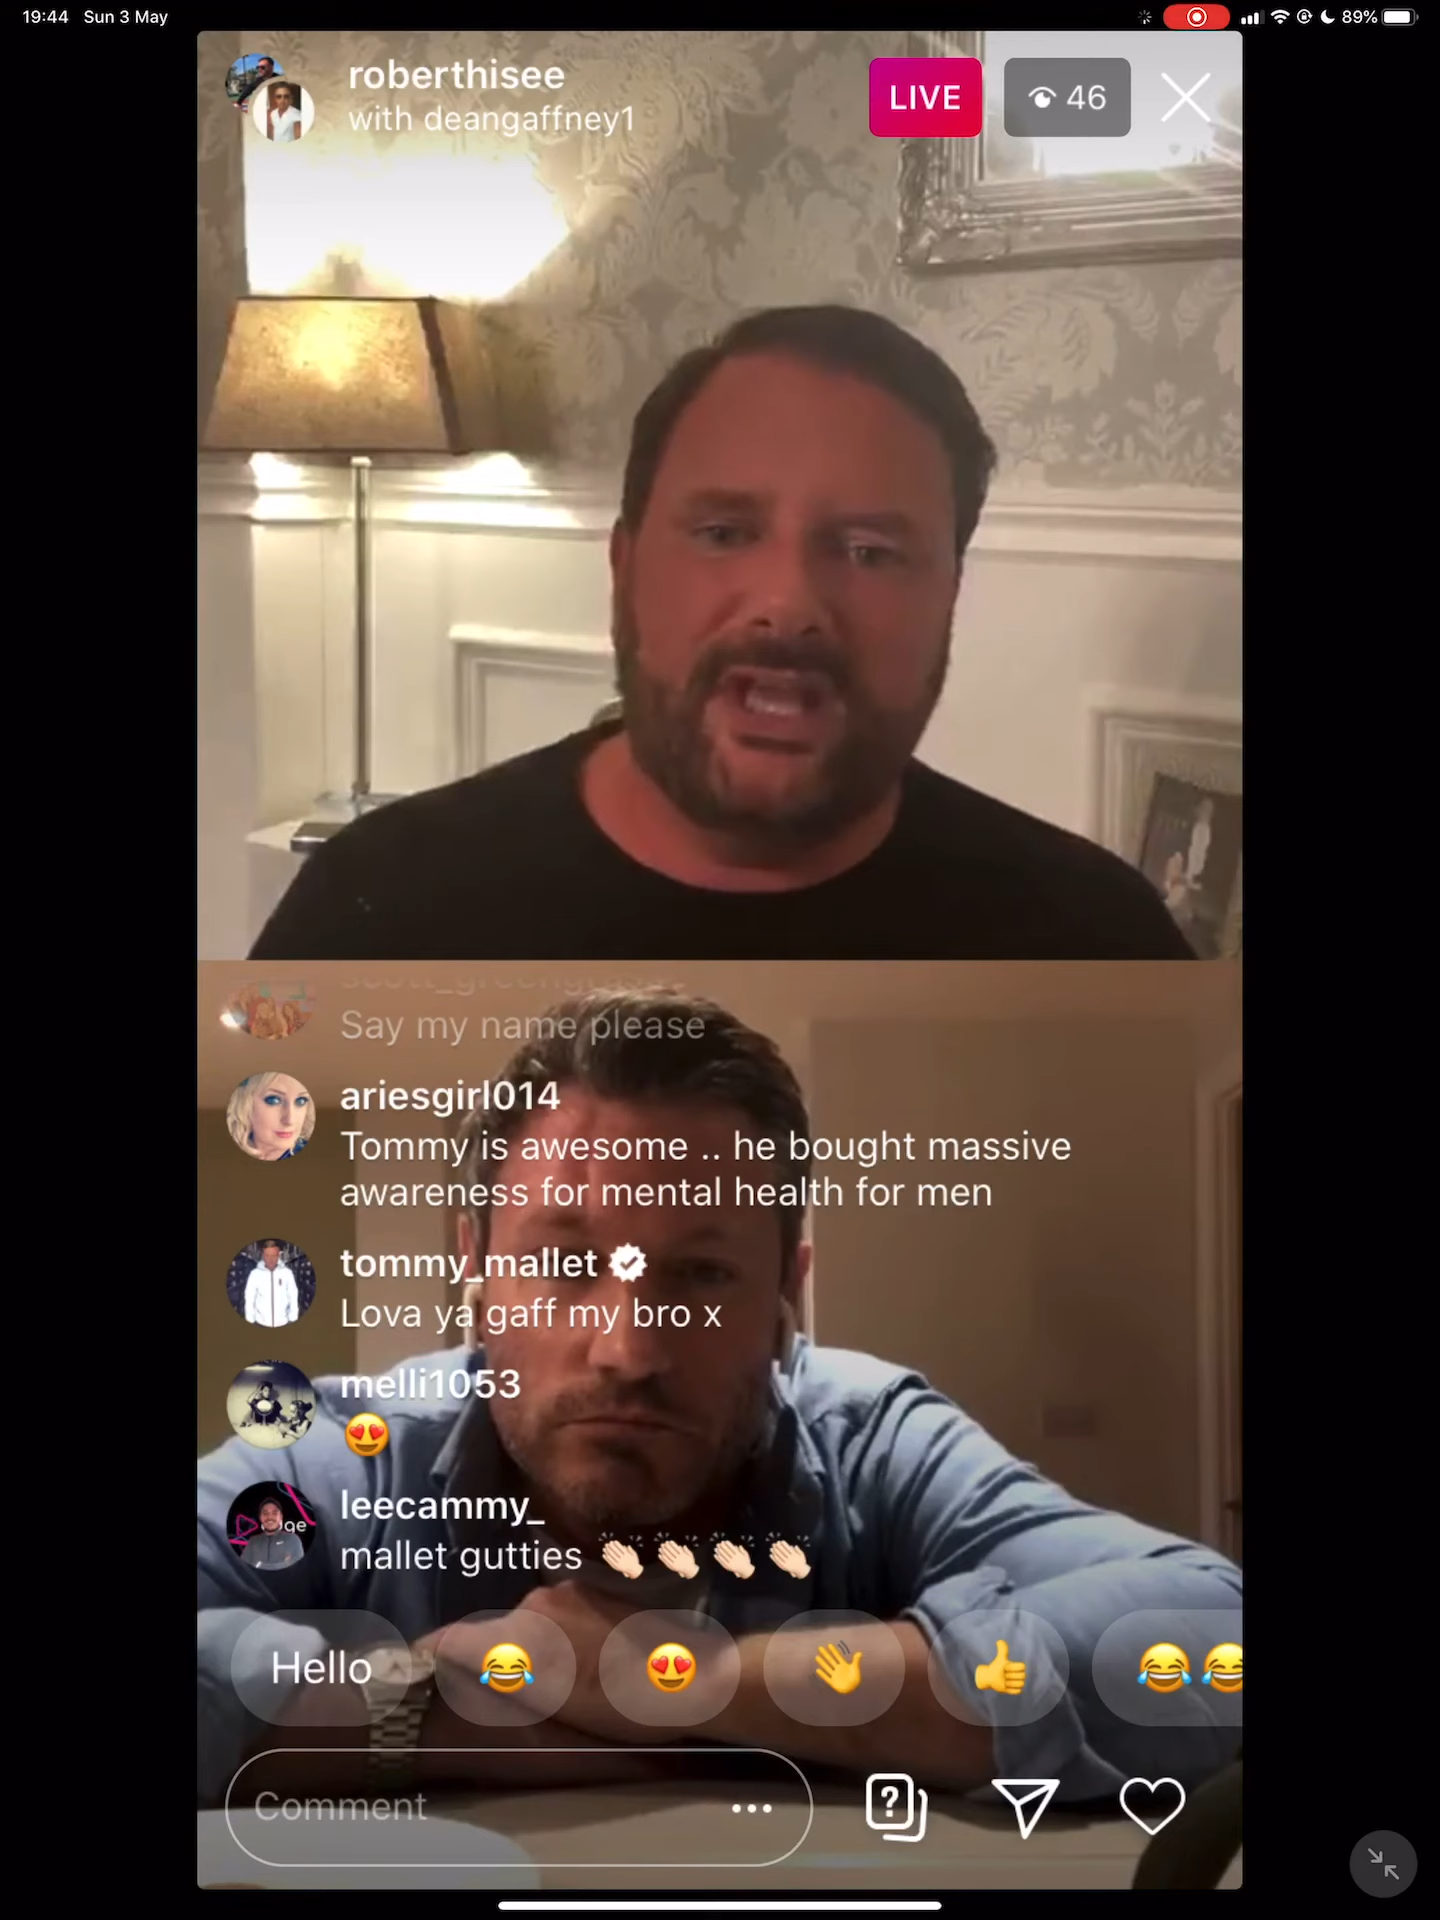 19:44 Sun 3 May
89%
roberthisee
with deangaffney1
LIVE
46
Say my name please
ariesgirl014
Tommy is awesome .. he bought massive
awareness for mental health for men
tommy_mallet
Lova ya gaff my bro x
melli1053
😍
leecammy_
mallet gutties 👏🏻👏🏻👏🏻👏🏻
Hello 😂 😍 👋 👍 😂😂
Comment